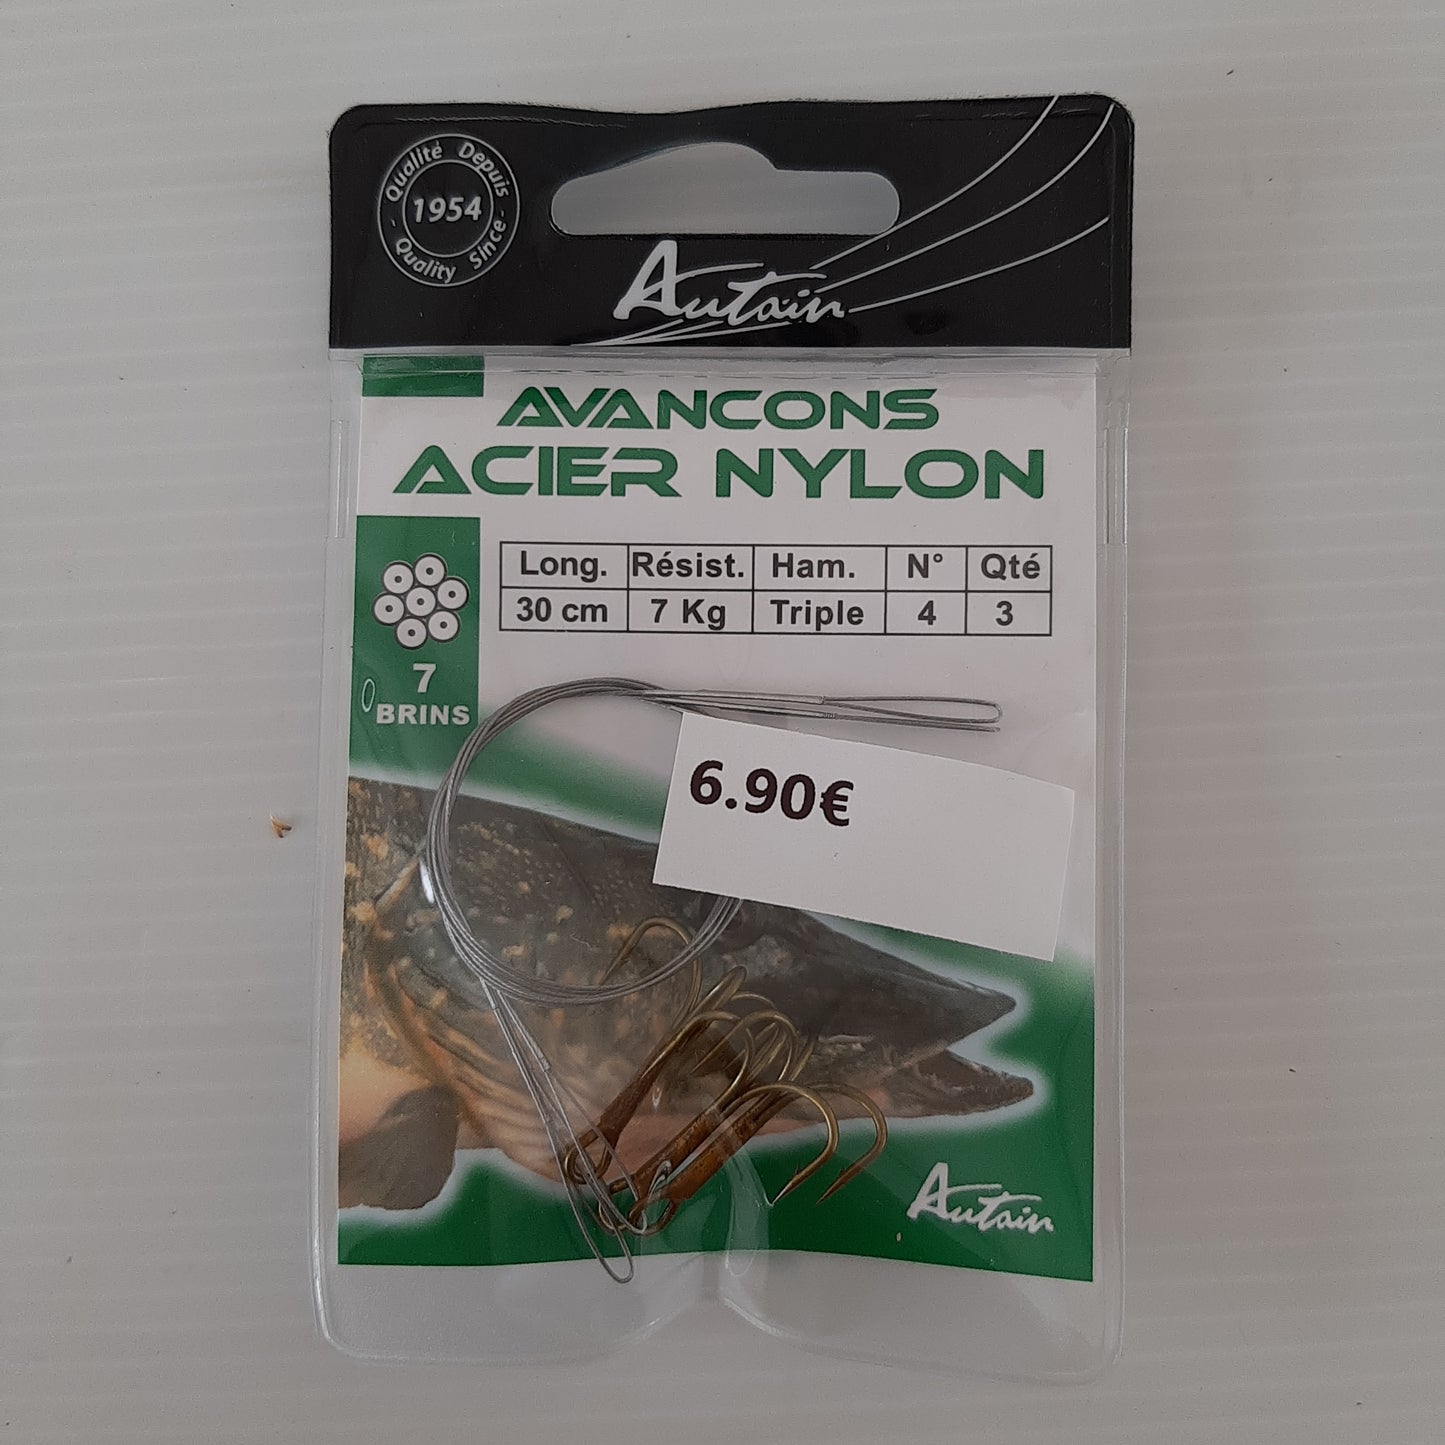 Qualité Depuis
1954
Quality Since
Autain
AVANCONS
ACIER NYLON
Long. Résist. Ham. N° Qté
30 cm 7 Kg Triple 4 3
7
BRINS
6.90€
Autain